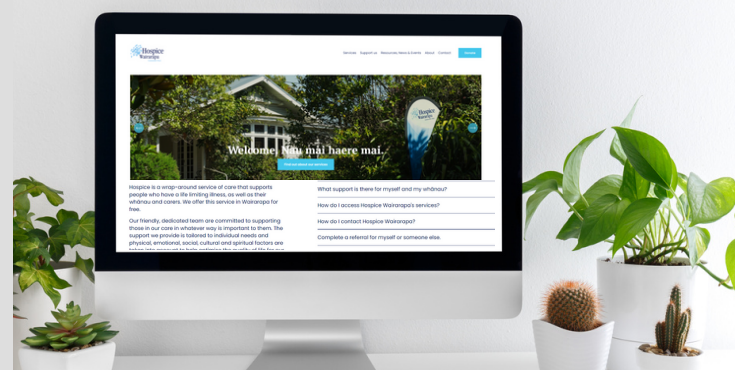 Hospice
Wairarapa
Services Support us Resources, News & Events About Contact Donate
Hospice
Wairarapa
Welcome, Nau mai haere mai.
Hospice is a wrap-around service of care that supports
people who have a life limiting illness, as well as their
whānau and carers. We offer this service in Wairarapa for
free.
Our friendly, dedicated team are committed to supporting
those in our care in whatever way is important to them. The
support we provide is tailored to individual needs and
physical, emotional, social, cultural and spiritual factors are
What support is there for myself and my whānau?
How do I access Hospice Wairarapa's services?
How do I contact Hospice Wairarapa?
Complete a referral for myself or someone else.